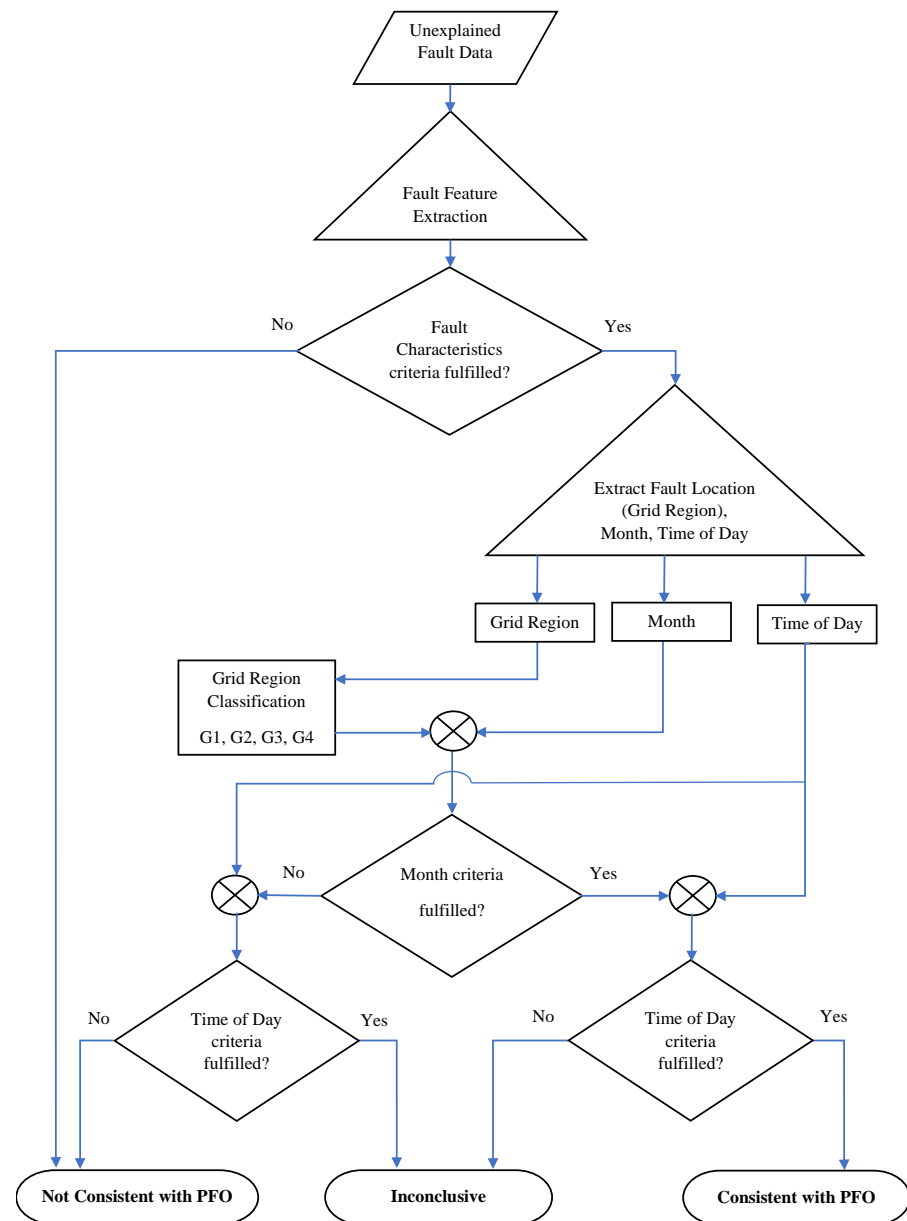 Unexplained
Fault Data
Fault Feature
Extraction
No
Yes
Fault
Characteristics
criteria fulfilled?
Extract Fault Location
(Grid Region),
Month, Time of Day
Grid Region
Month
Time of Day
Grid Region
Classification
G1, G2, G3, G4
No
Month criteria
fulfilled?
Yes
No
Time of Day
criteria
fulfilled?
Yes
No
Time of Day
criteria
fulfilled?
Yes
Not Consistent with PFO
Inconclusive
Consistent with PFO